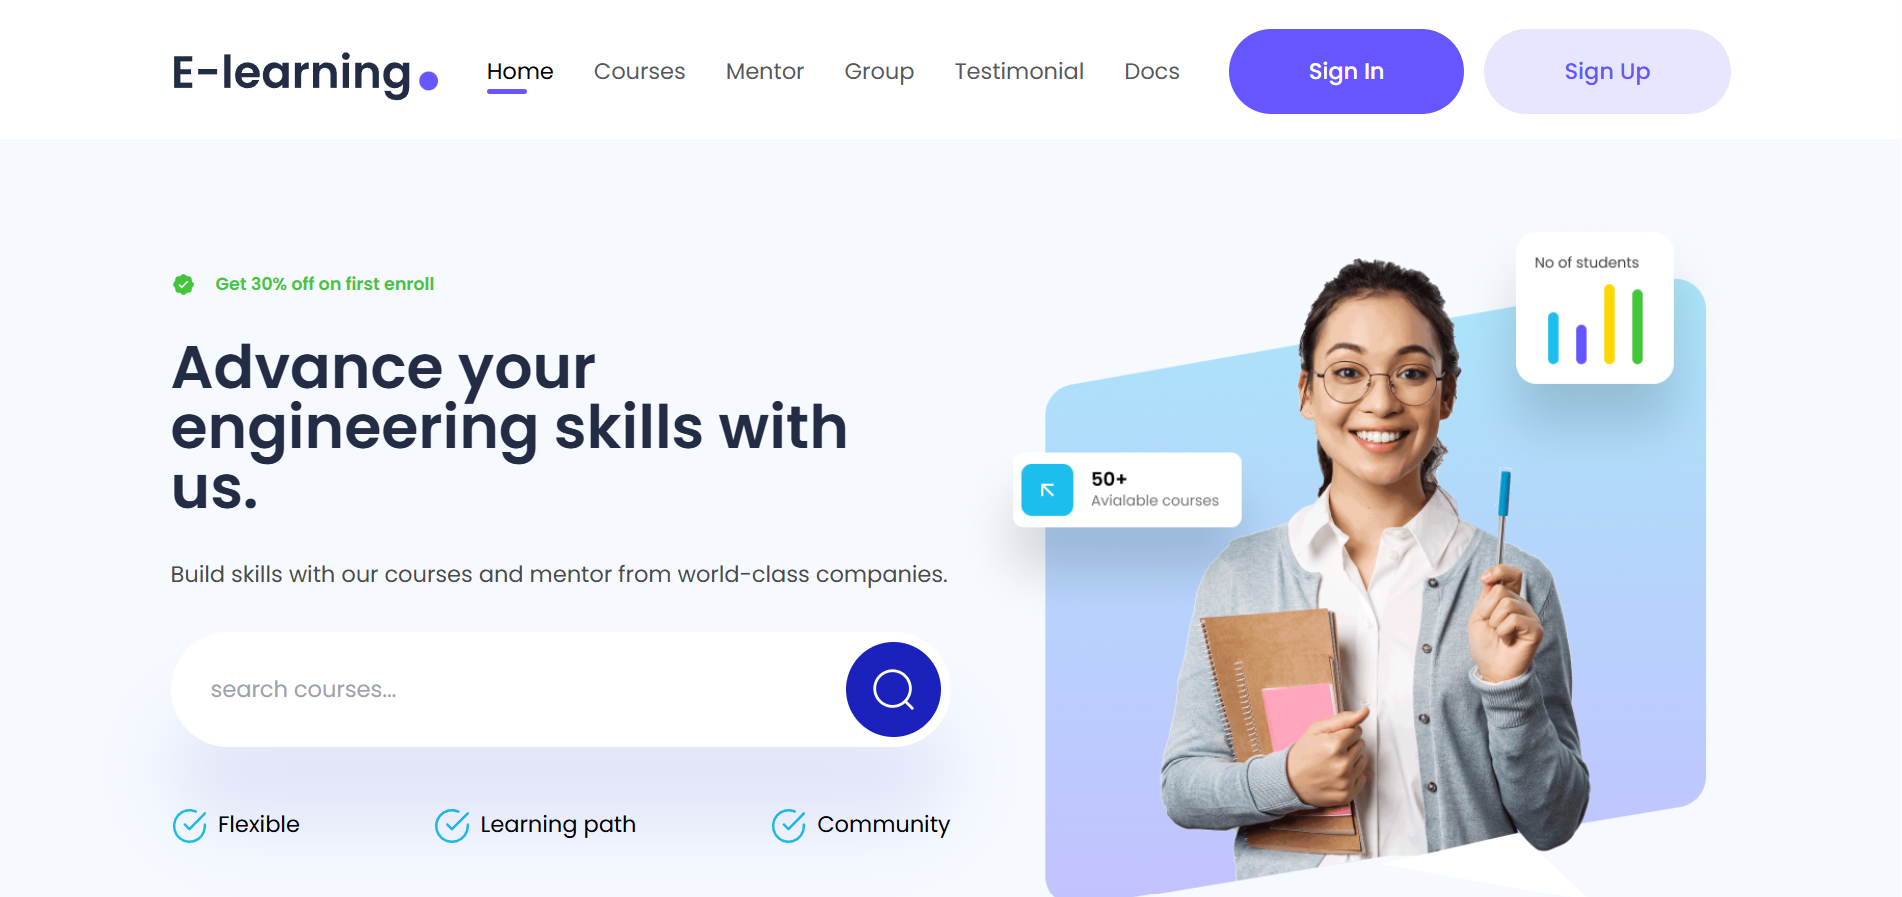 E-learning
Home
Courses
Mentor
Group
Testimonial
Docs
Sign In
Sign Up
Get 30% off on first enroll
Advance your
engineering skills with
us.
Build skills with our courses and mentor from world-class companies.
search courses...
Flexible
Learning path
Community
No of students
50+
Avialable courses